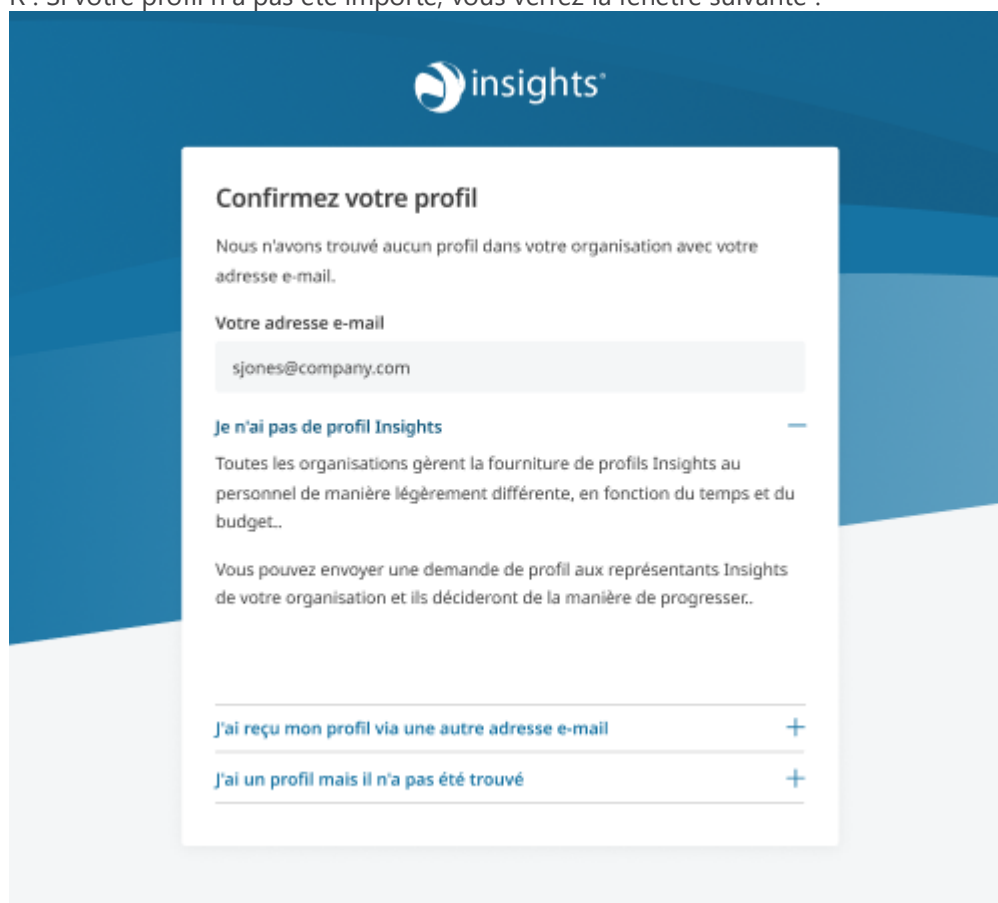 R : Si votre profil n'a pas été importé, vous verrez la fenêtre suivante :
insights®
Confirmez votre profil
Nous n'avons trouvé aucun profil dans votre organisation avec votre
adresse e-mail.
Votre adresse e-mail
sjones@company.com
Je n'ai pas de profil Insights
Toutes les organisations gèrent la fourniture de profils Insights au
personnel de manière légèrement différente, en fonction du temps et du
budget..
Vous pouvez envoyer une demande de profil aux représentants Insights
de votre organisation et ils décideront de la manière de progresser..
J'ai reçu mon profil via une autre adresse e-mail
J'ai un profil mais il n'a pas été trouvé